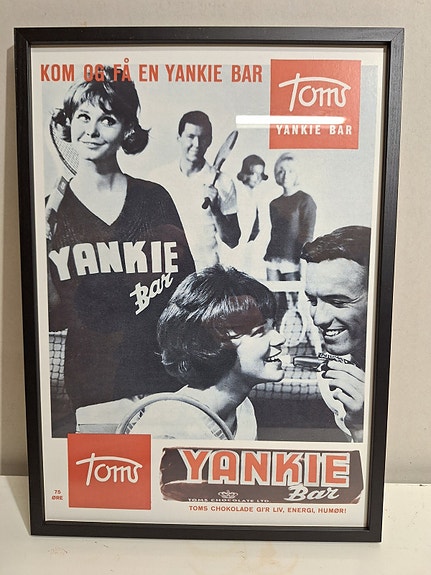 KOM OG FÅ EN YANKIE BAR
Toms
YANKIE BAR
YANKIE
Bar
Toms
75
ØRE
YANKIE
Bar
TOMS CHOCOLATE LTD.
TOMS CHOKOLADE GI'R LIV, ENERGI, HUMØR!